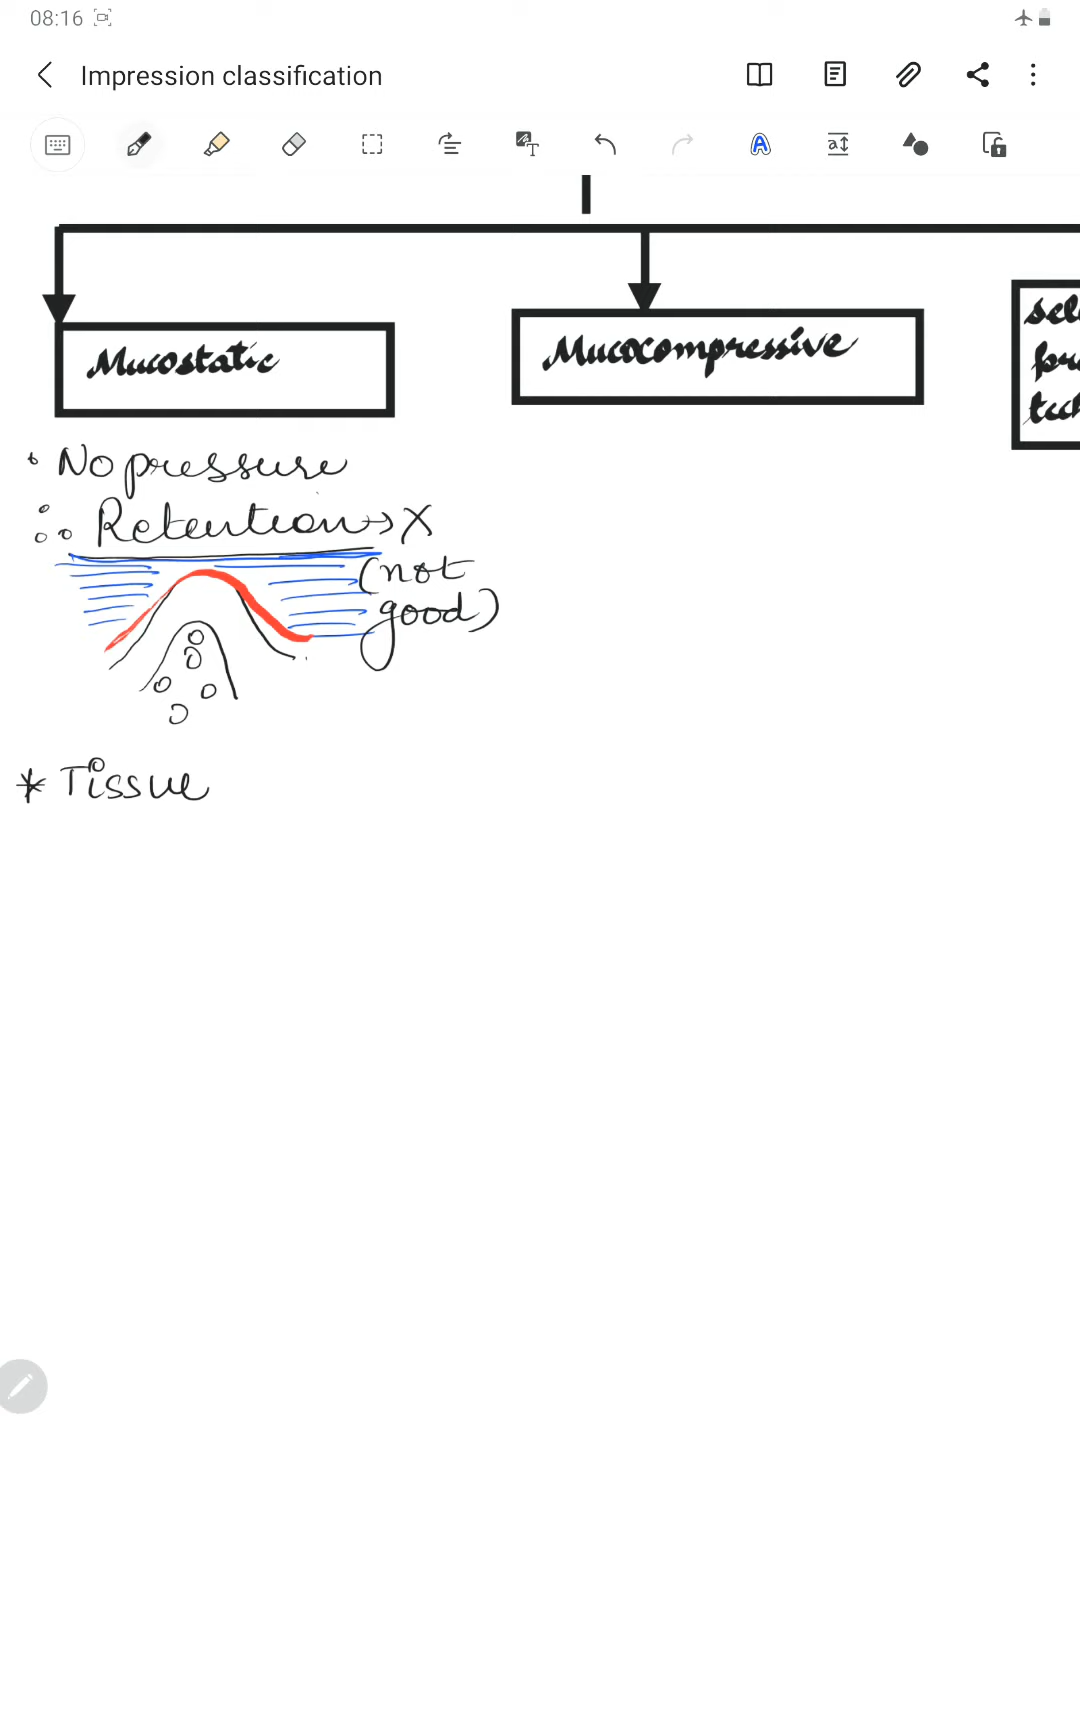 08:16
Impression classification
Mucostatic
Mucocompressive
No pressure
∴ Retention → X
(not
good)
* Tissue